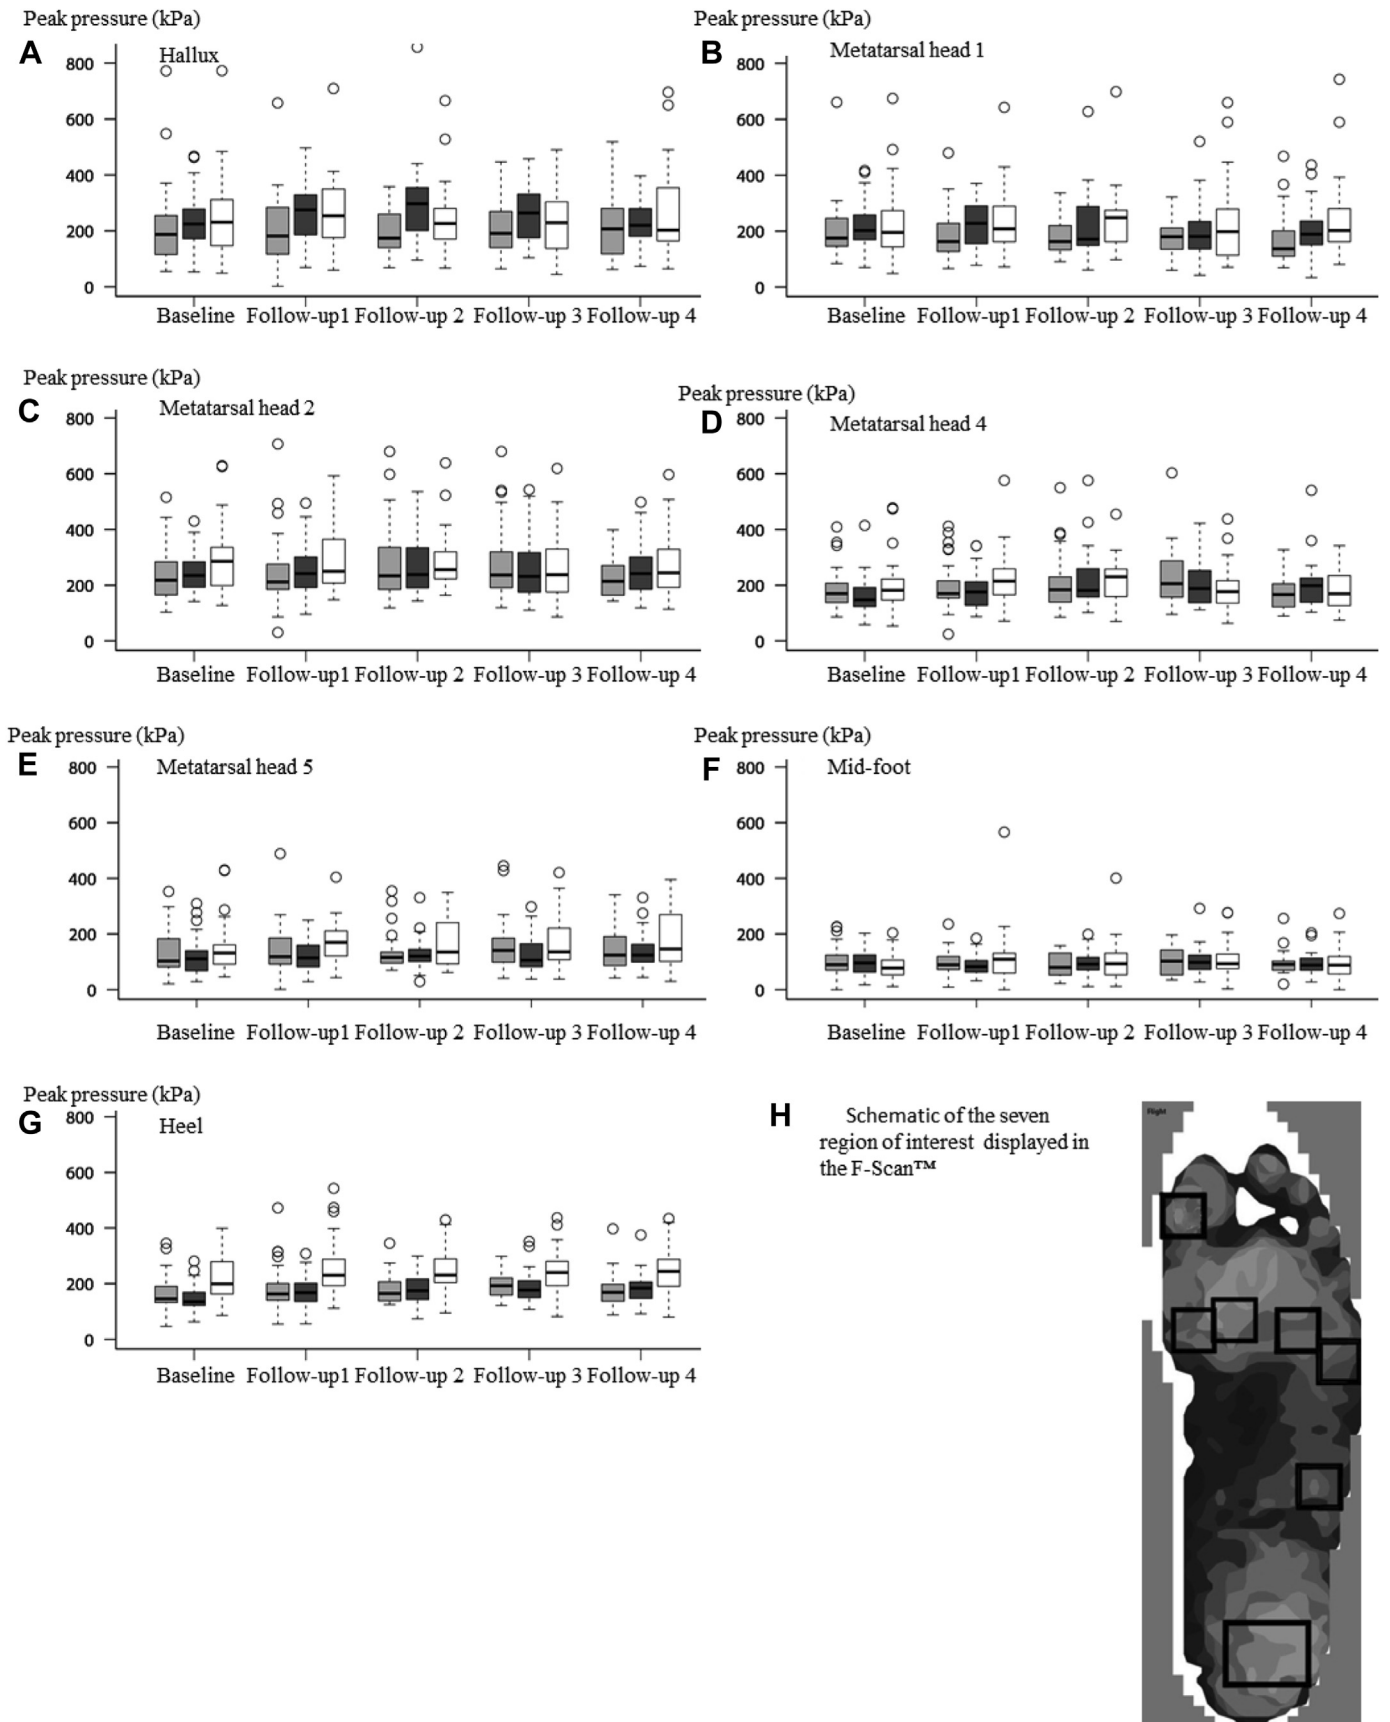 Peak pressure (kPa)
A
Hallux
800
600
400
200
0
Baseline Follow-up1 Follow-up 2 Follow-up 3 Follow-up 4
Peak pressure (kPa)
B
Metatarsal head 1
800
600
400
200
0
Baseline Follow-up1 Follow-up 2 Follow-up 3 Follow-up 4
Peak pressure (kPa)
C
Metatarsal head 2
800
600
400
200
0
Baseline Follow-up1 Follow-up 2 Follow-up 3 Follow-up 4
Peak pressure (kPa)
D
Metatarsal head 4
800
600
400
200
0
Baseline Follow-up1 Follow-up 2 Follow-up 3 Follow-up 4
Peak pressure (kPa)
E
Metatarsal head 5
800
600
400
200
0
Baseline Follow-up1 Follow-up 2 Follow-up 3 Follow-up 4
Peak pressure (kPa)
F
Mid-foot
800
600
400
200
0
Baseline Follow-up1 Follow-up 2 Follow-up 3 Follow-up 4
Peak pressure (kPa)
G
Heel
800
600
400
200
0
Baseline Follow-up1 Follow-up 2 Follow-up 3 Follow-up 4
H
Schematic of the seven
region of interest displayed in
the F-Scan™
Right